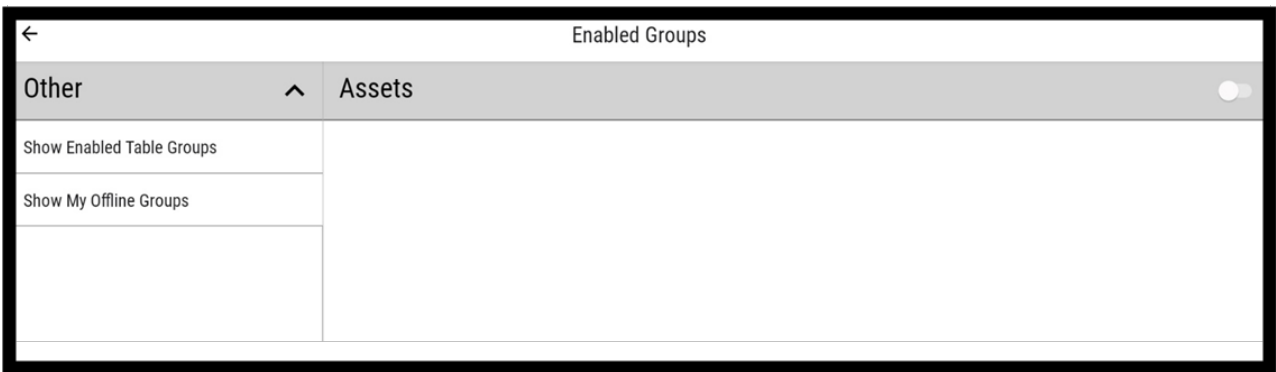 Enabled Groups
Other
Assets
Show Enabled Table Groups
Show My Offline Groups